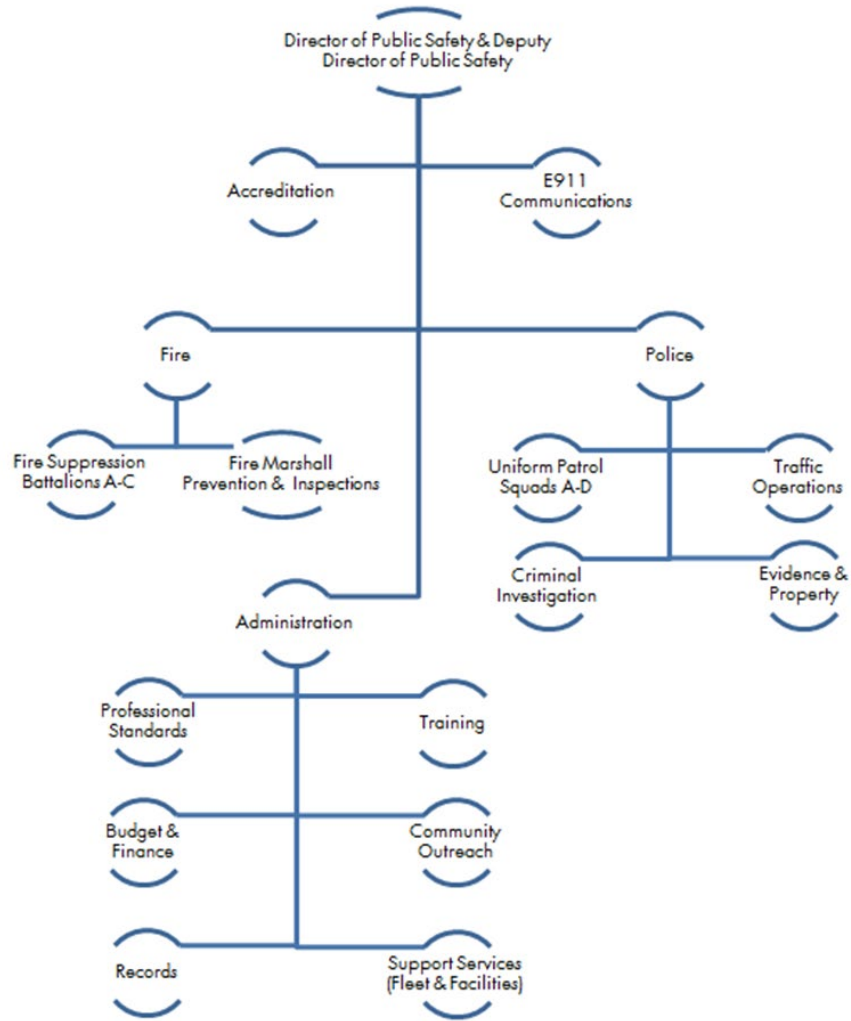 Director of Public Safety & Deputy
Director of Public Safety
Accreditation
E911
Communications
Fire
Police
Fire Suppression
Battalions A-C
Fire Marshall
Prevention & Inspections
Uniform Patrol
Squads A-D
Traffic
Operations
Criminal
Investigation
Evidence &
Property
Administration
Professional
Standards
Training
Budget &
Finance
Community
Outreach
Records
Support Services
(Fleet & Facilities)